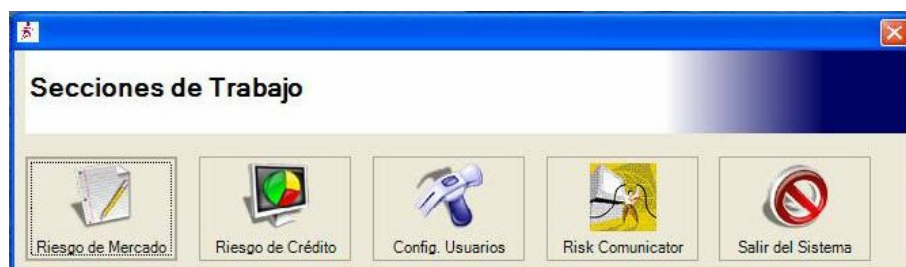 Secciones de Trabajo
Riesgo de Mercado
Riesgo de Crédito
Config. Usuarios
Risk Comunicator
Salir del Sistema